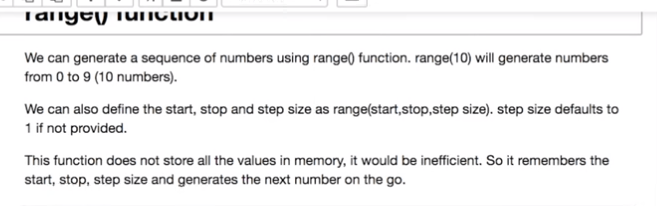 range() function
We can generate a sequence of numbers using range() function. range(10) will generate numbers
from 0 to 9 (10 numbers).
We can also define the start, stop and step size as range(start,stop,step size). step size defaults to
1 if not provided.
This function does not store all the values in memory, it would be inefficient. So it remembers the
start, stop, step size and generates the next number on the go.